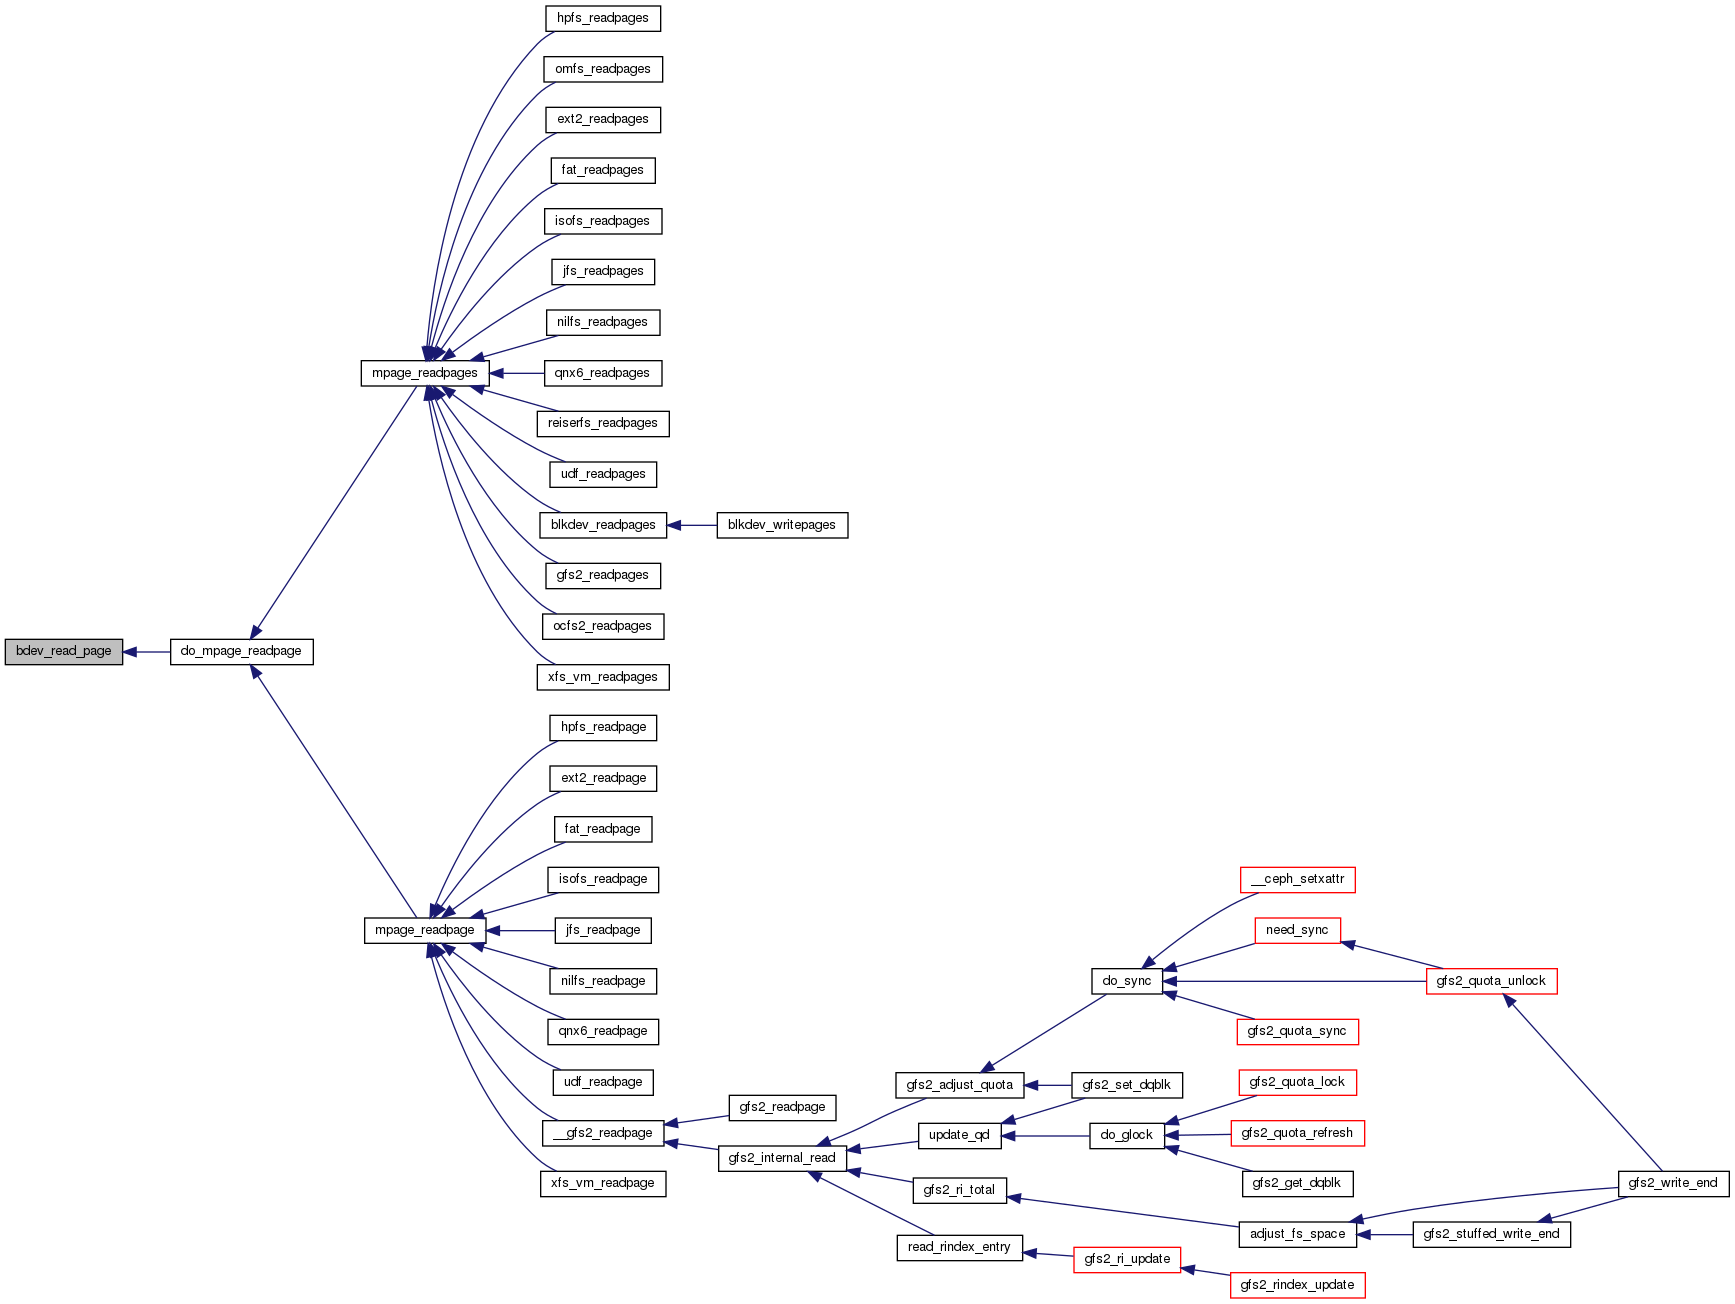 hpfs_readpages
omfs_readpages
ext2_readpages
fat_readpages
isofs_readpages
jfs_readpages
nilfs_readpages
mpage_readpages
qnx6_readpages
reiserfs_readpages
udf_readpages
blkdev_readpages
blkdev_writepages
gfs2_readpages
ocfs2_readpages
bdev_read_page
do_mpage_readpage
xfs_vm_readpages
hpfs_readpage
ext2_readpage
fat_readpage
isofs_readpage
__ceph_setxattr
mpage_readpage
jfs_readpage
need_sync
nilfs_readpage
do_sync
gfs2_quota_unlock
qnx6_readpage
gfs2_quota_sync
udf_readpage
gfs2_adjust_quota
gfs2_set_dqblk
gfs2_quota_lock
gfs2_readpage
__gfs2_readpage
update_qd
do_glock
gfs2_quota_refresh
gfs2_internal_read
xfs_vm_readpage
gfs2_ri_total
gfs2_get_dqblk
gfs2_write_end
adjust_fs_space
gfs2_stuffed_write_end
read_rindex_entry
gfs2_ri_update
gfs2_rindex_update